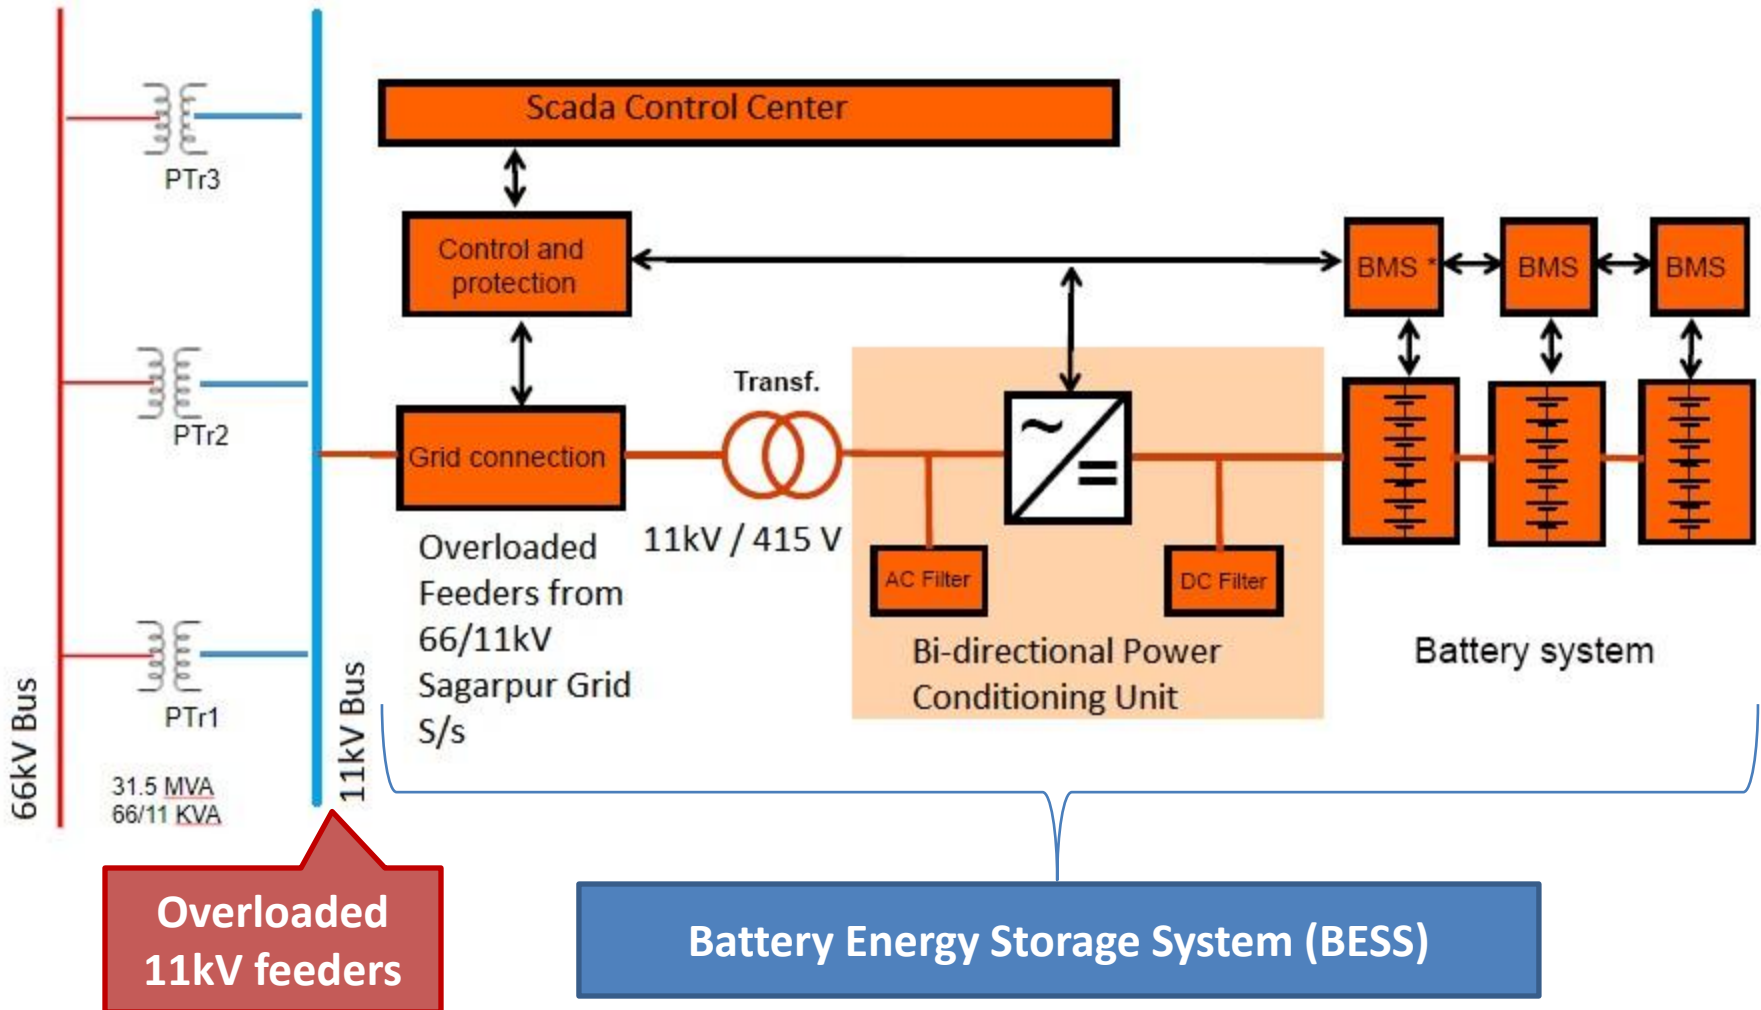 Scada Control Center
PTr3
Control and
protection
BMS *
BMS
BMS
Transf.
PTr2
Grid connection
11kV / 415 V
Overloaded
Feeders from
66/11kV
Sagarpur Grid
S/s
AC Filter
DC Filter
Bi-directional Power
Conditioning Unit
Battery system
66kV Bus
PTr1
11kV Bus
31.5 MVA
66/11 KVA
Overloaded
11kV feeders
Battery Energy Storage System (BESS)